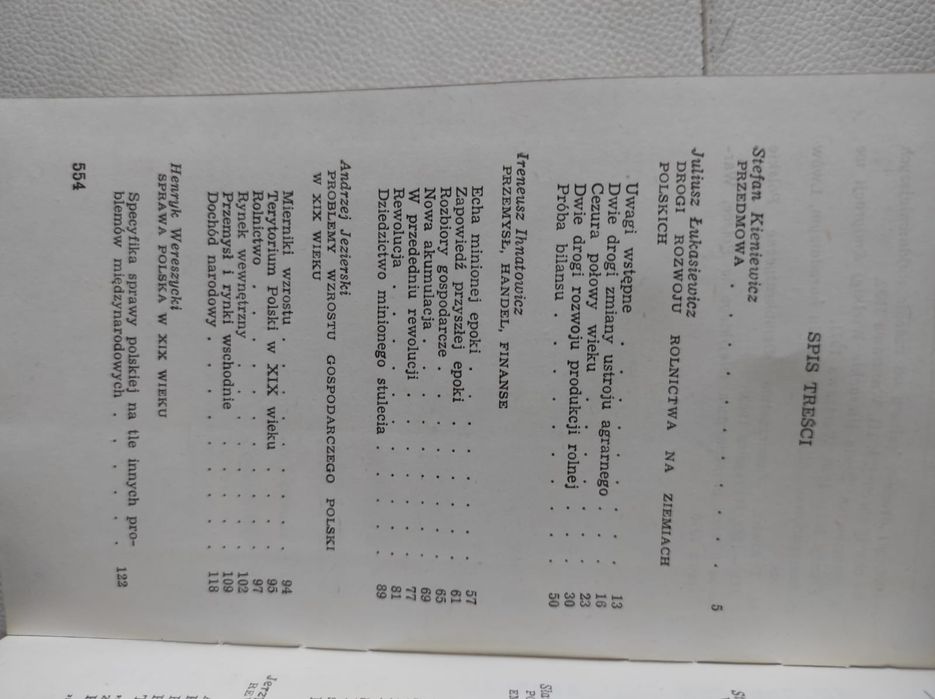 SPIS TREŚCI
Stefan Kieniewicz
PRZEDMOWA . . . . . . . . . 5
Juliusz Łukasiewicz
DROGI ROZWOJU ROLNICTWA NA ZIEMIACH
POLSKICH
Uwagi wstępne . . . . . . 13
Dwie drogi zmiany ustroju agrarnego . . 16
Cezura połowy wieku . . . . . 23
Dwie drogi rozwoju produkcji rolnej . . 30
Próba bilansu . . . . . . . 50
Ireneusz Ihnatowicz
PRZEMYSŁ, HANDEL, FINANSE
Echa minionej epoki . . . . . 57
Zapowiedź przyszłej epoki . . . . 61
Rozbiory gospodarcze . . . . . 65
Nowa akumulacja . . . . . . 69
W przededniu rewolucji . . . . . 77
Rewolucja . . . . . . . 81
Dziedzictwo minionego stulecia . . . 89
Andrzej Jezierski
PROBLEMY WZROSTU GOSPODARCZEGO POLSKI
W XIX WIEKU
Mierniki wzrostu . . . . . . 94
Terytorium Polski w XIX wieku . . . 95
Rolnictwo . . . . . . . 97
Rynek wewnętrzny . . . . . . 102
Przemysł i rynki wschodnie . . . . 109
Dochód narodowy . . . . . . 118
Henryk Wereszycki
SPRAWA POLSKA W XIX WIEKU
Specyfika sprawy polskiej na tle innych pro-
blemów międzynarodowych . . . . . 122
554